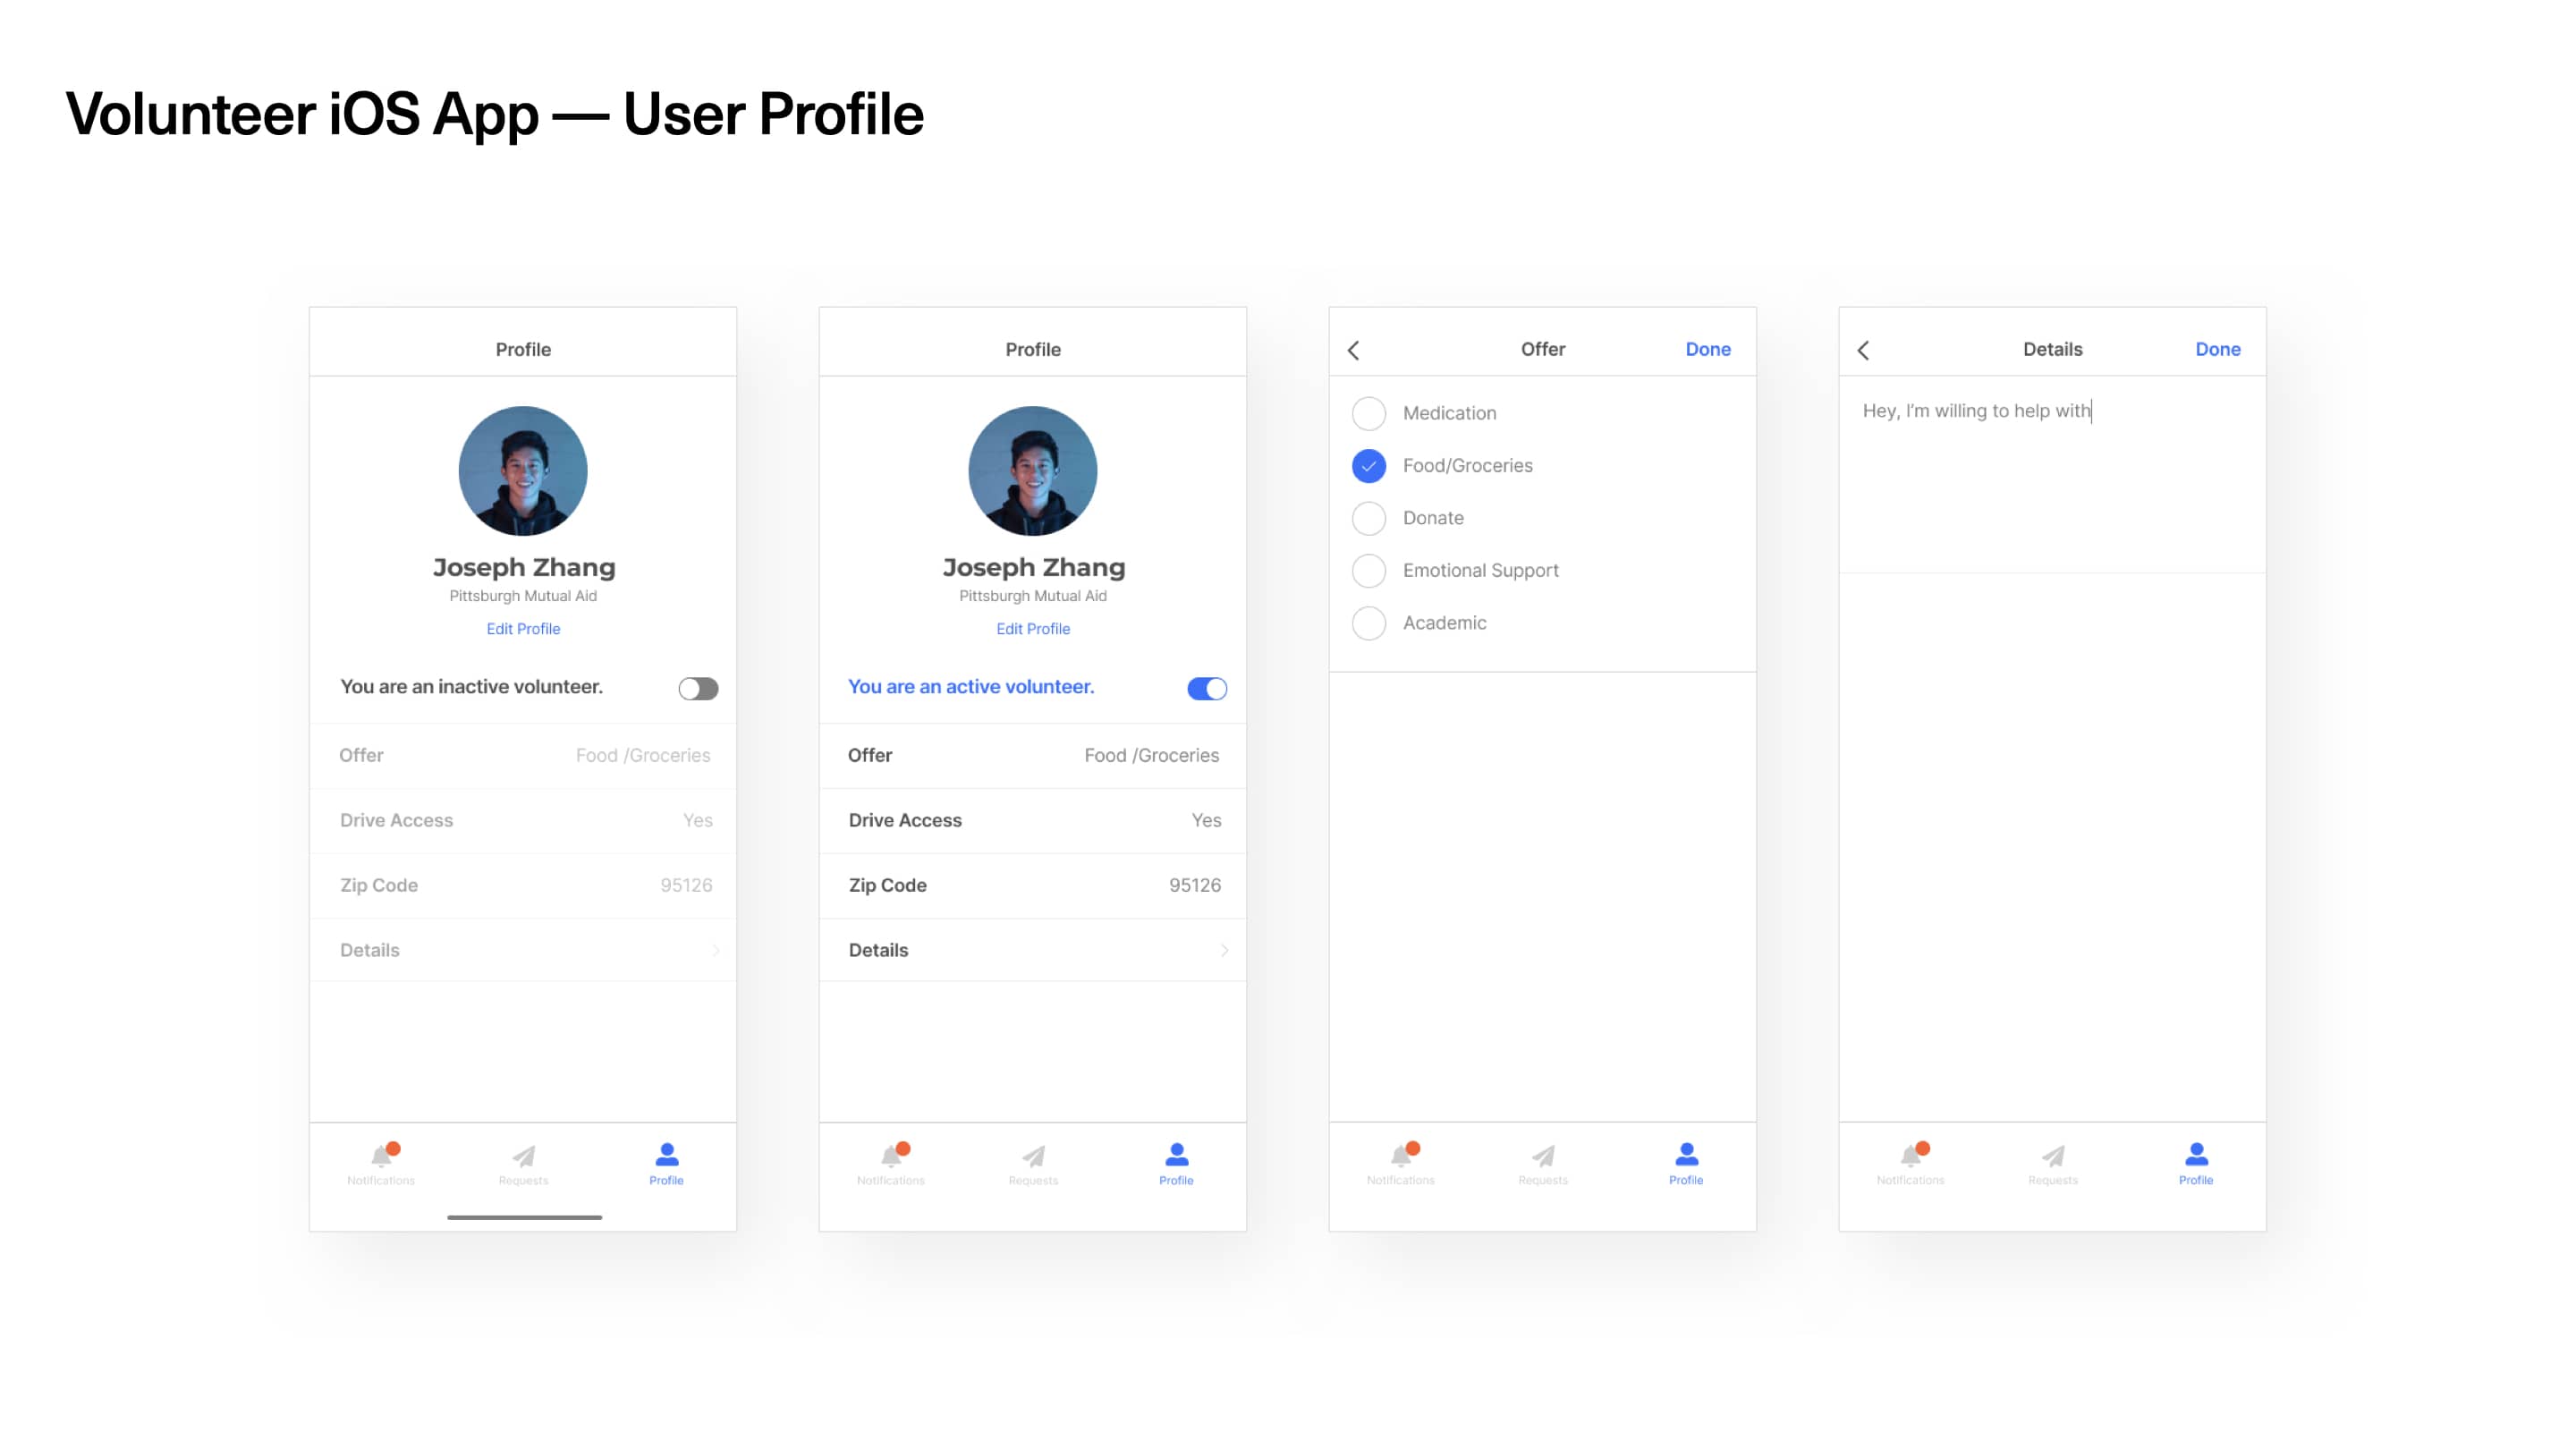 Volunteer iOS App — User Profile
Profile
Joseph Zhang
Pittsburgh Mutual Aid
Edit Profile
You are an inactive volunteer.
Offer Food /Groceries
Drive Access Yes
Zip Code 95126
Details
Notifications Requests Profile
Profile
Joseph Zhang
Pittsburgh Mutual Aid
Edit Profile
You are an active volunteer.
Offer Food /Groceries
Drive Access Yes
Zip Code 95126
Details
Notifications Requests Profile
Offer Done
Medication
Food/Groceries
Donate
Emotional Support
Academic
Notifications Requests Profile
Details Done
Hey, I'm willing to help with
Notifications Requests Profile